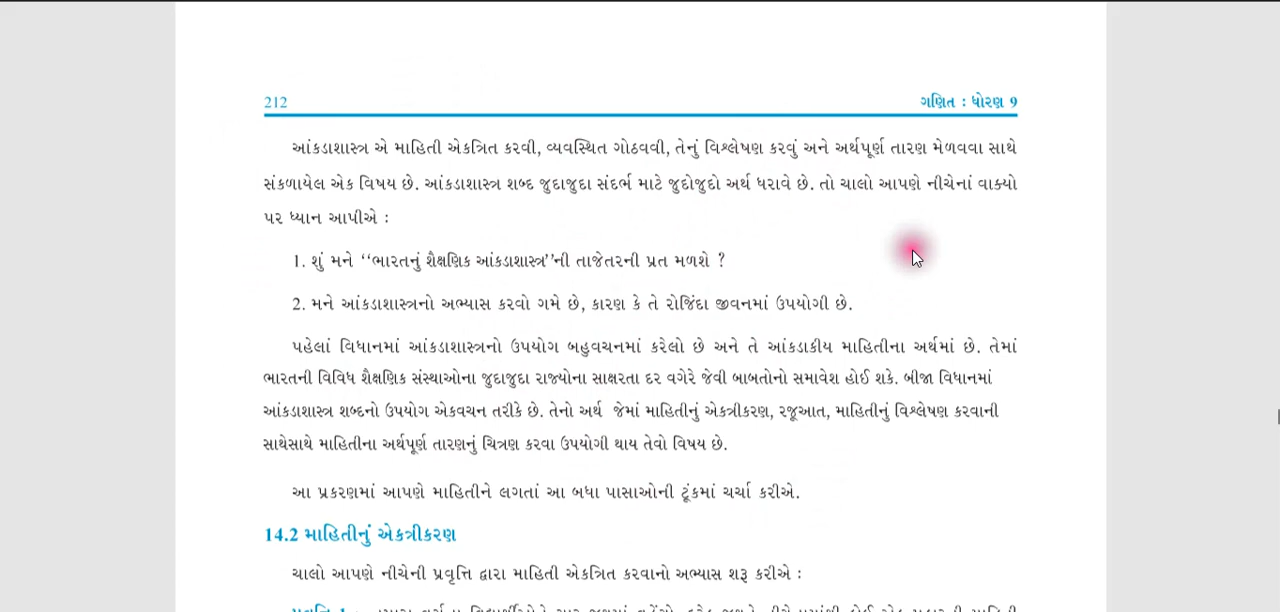 212
ગણિત : ધોરણ 9
આંકડાશાસ્ત્ર એ માહિતી એકત્રિત કરવી, વ્યવસ્થિત ગોઠવવી, તેનું વિશ્લેષણ કરવું અને અર્થપૂર્ણ તારણ મેળવવા સાથે
સંકળાયેલ એક વિષય છે. આંકડાશાસ્ત્ર શબ્દ જુદાજુદા સંદર્ભ માટે જુદોજુદો અર્થ ધરાવે છે. તો ચાલો આપણે નીચેનાં વાક્યો
પર ધ્યાન આપીએ :
1. શું મને ‘‘ભારતનું શૈક્ષણિક આંકડાશાસ્ત્ર’’ની તાજેતરની પ્રત મળશે ?
2. મને આંકડાશાસ્ત્રનો અભ્યાસ કરવો ગમે છે, કારણ કે તે રોજિંદા જીવનમાં ઉપયોગી છે.
પહેલાં વિધાનમાં આંકડાશાસ્ત્રનો ઉપયોગ બહુવચનમાં કરેલો છે અને તે આંકડાકીય માહિતીના અર્થમાં છે. તેમાં
ભારતની વિવિધ શૈક્ષણિક સંસ્થાઓના જુદાજુદા રાજ્યોના સાક્ષરતા દર વગેરે જેવી બાબતોનો સમાવેશ હોઈ શકે. બીજા વિધાનમાં
આંકડાશાસ્ત્ર શબ્દનો ઉપયોગ એકવચન તરીકે છે. તેનો અર્થ જેમાં માહિતીનું એકત્રીકરણ, રજૂઆત, માહિતીનું વિશ્લેષણ કરવાની
સાથેસાથે માહિતીના અર્થપૂર્ણ તારણનું ચિત્રણ કરવા ઉપયોગી થાય તેવો વિષય છે.
આ પ્રકરણમાં આપણે માહિતીને લગતાં આ બધા પાસાઓની ટૂંકમાં ચર્ચા કરીએ.
14.2 માહિતીનું એકત્રીકરણ
ચાલો આપણે નીચેની પ્રવૃત્તિ દ્વારા માહિતી એકત્રિત કરવાનો અભ્યાસ શરૂ કરીએ :